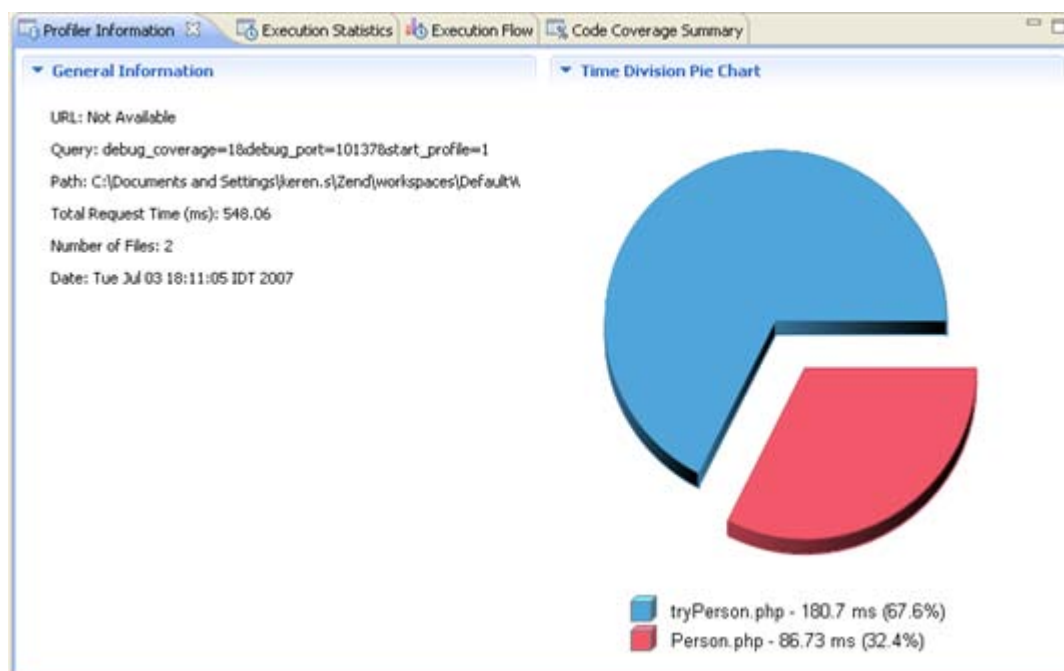 Profiler Information Execution Statistics Execution Flow Code Coverage Summary
General Information
URL: Not Available
Query: debug_coverage=1&debug_port=10137&start_profile=1
Path: C:\Documents and Settings\keren.s\Zend\workspaces\Default\
Total Request Time (ms): 548.06
Number of Files: 2
Date: Tue Jul 03 18:11:05 IDT 2007
Time Division Pie Chart
tryPerson.php - 180.7 ms (67.6%)
Person.php - 86.73 ms (32.4%)